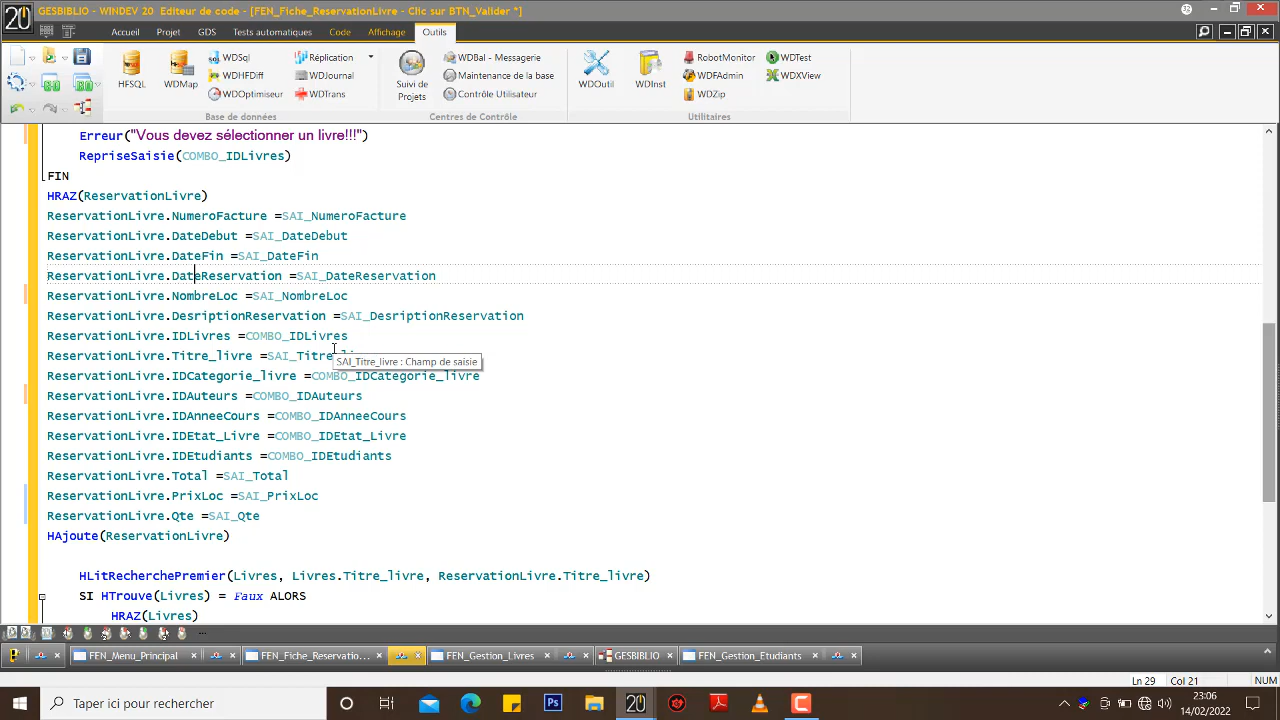 GESBIBLIO - WINDEV 20 Editeur de code - [FEN_Fiche_ReservationLivre - Clic sur BTN_Valider *]
20
Accueil Projet GDS Tests automatiques Code Affichage Outils
WDSql Réplication WDBal - Messagerie RobotMonitor WDTest
WDHFDiff WDJournal Maintenance de la base WDFAdmin WDXView
HFSQL WDMap WDOptimiseur WDTrans Suivi de Projets Contrôle Utilisateur WDOutil WDInst WDZip
Base de données Centres de Contrôle Utilitaires
Erreur("Vous devez sélectionner un livre!!!")
RepriseSaisie(COMBO_IDLivres)
FIN
HRAZ(ReservationLivre)
ReservationLivre.NumeroFacture =SAI_NumeroFacture
ReservationLivre.DateDebut =SAI_DateDebut
ReservationLivre.DateFin =SAI_DateFin
ReservationLivre.DateReservation =SAI_DateReservation
ReservationLivre.NombreLoc =SAI_NombreLoc
ReservationLivre.DesriptionReservation =SAI_DesriptionReservation
ReservationLivre.IDLivres =COMBO_IDLivres
ReservationLivre.Titre_livre =SAI_Titre
SAI_Titre_livre : Champ de saisie
ReservationLivre.IDCategorie_livre =COMBO_IDCategorie_livre
ReservationLivre.IDAuteurs =COMBO_IDAuteurs
ReservationLivre.IDAnneeCours =COMBO_IDAnneeCours
ReservationLivre.IDEtat_Livre =COMBO_IDEtat_Livre
ReservationLivre.IDEtudiants =COMBO_IDEtudiants
ReservationLivre.Total =SAI_Total
ReservationLivre.PrixLoc =SAI_PrixLoc
ReservationLivre.Qte =SAI_Qte
HAjoute(ReservationLivre)
HLitRecherchePremier(Livres, Livres.Titre_livre, ReservationLivre.Titre_livre)
SI HTrouve(Livres) = Faux ALORS
HRAZ(Livres)
FEN_Menu_Principal FEN_Fiche_Reservatio... FEN_Gestion_Livres GESBIBLIO FEN_Gestion_Etudiants
Ln 29 Col 21 NUM
Taper ici pour rechercher Ps 20 23:06
14/02/2022